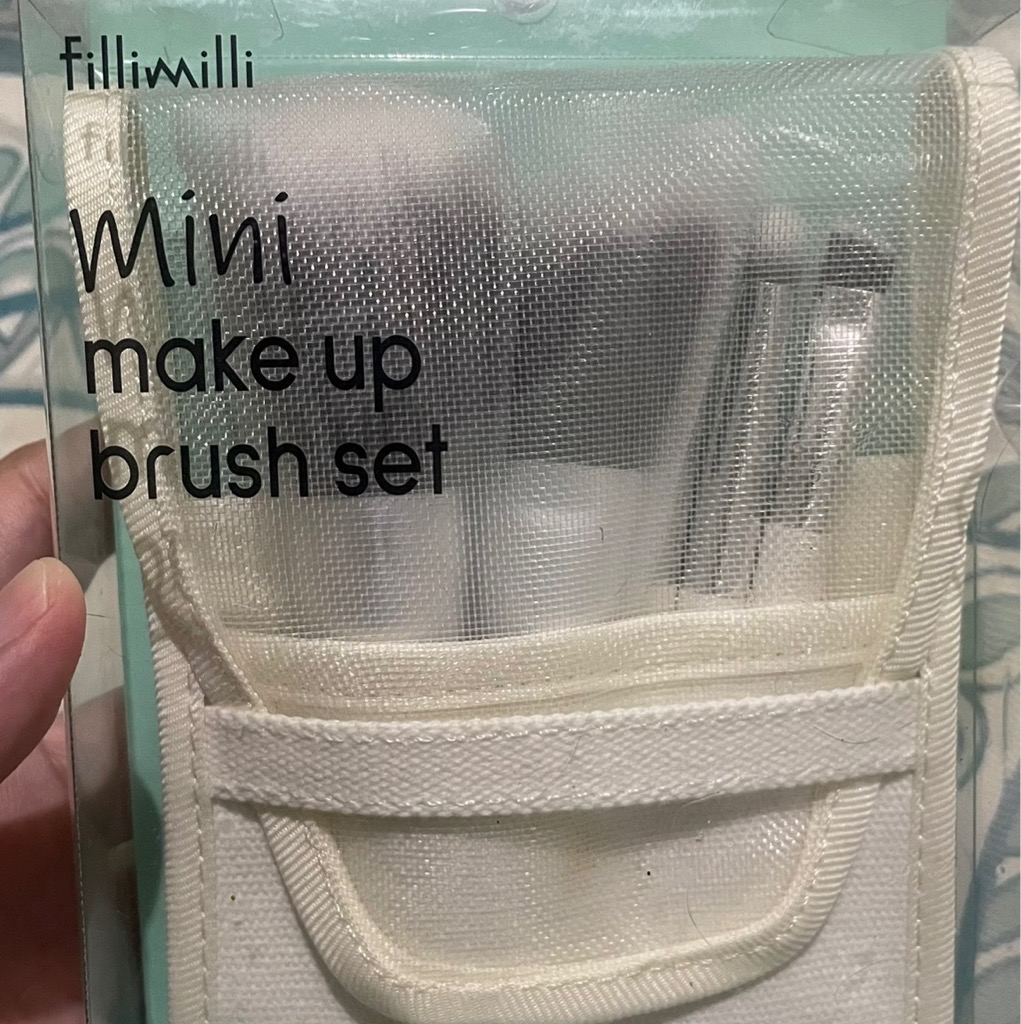 fillimilli
Mini
make up
brush set